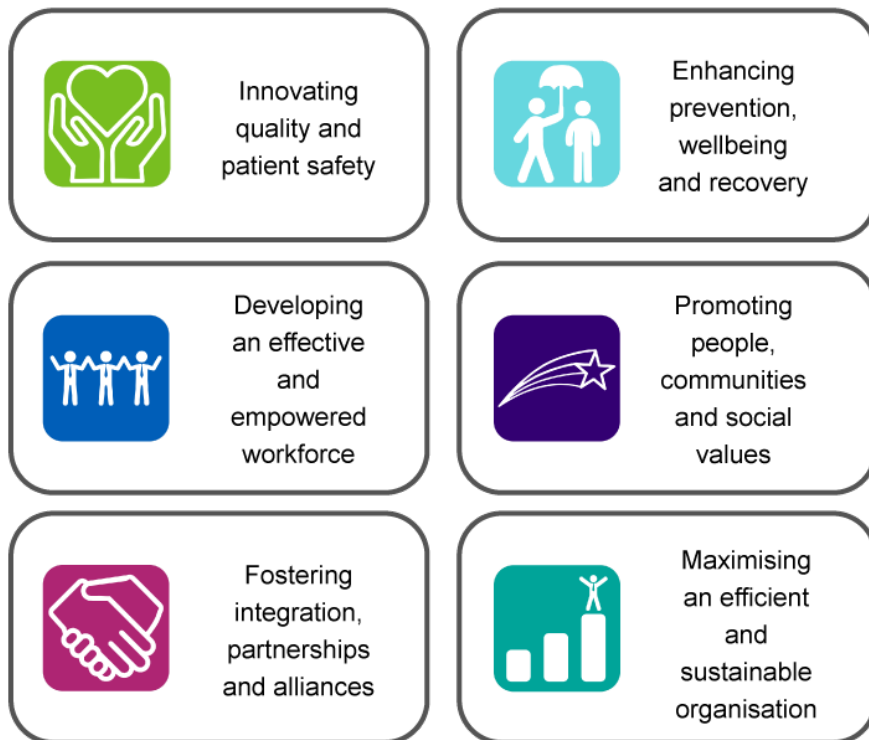 Innovating
quality and
patient safety
Enhancing
prevention,
wellbeing
and recovery
Developing
an effective
and
empowered
workforce
Promoting
people,
communities
and social
values
Fostering
integration,
partnerships
and alliances
Maximising
an efficient
and
sustainable
organisation